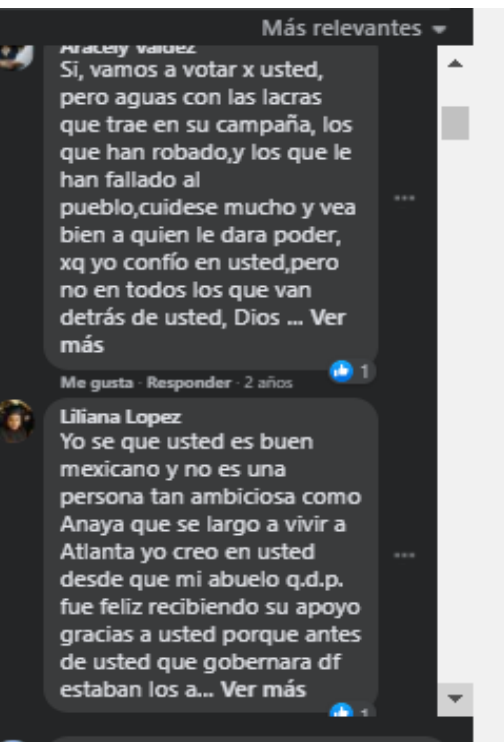 Más relevantes
Aracely Valdez
Si, vamos a votar x usted,
pero aguas con las lacras
que trae en su campaña, los
que han robado,y los que le
han fallado al
pueblo,cuidese mucho y vea
bien a quien le dara poder,
xq yo confío en usted,pero
no en todos los que van
detrás de usted, Dios ... Ver
más
1
Me gusta · Responder · 2 años
Liliana Lopez
Yo se que usted es buen
mexicano y no es una
persona tan ambiciosa como
Anaya que se largo a vivir a
Atlanta yo creo en usted
desde que mi abuelo q.d.p.
fue feliz recibiendo su apoyo
gracias a usted porque antes
de usted que gobernara df
estaban los a... Ver más
1